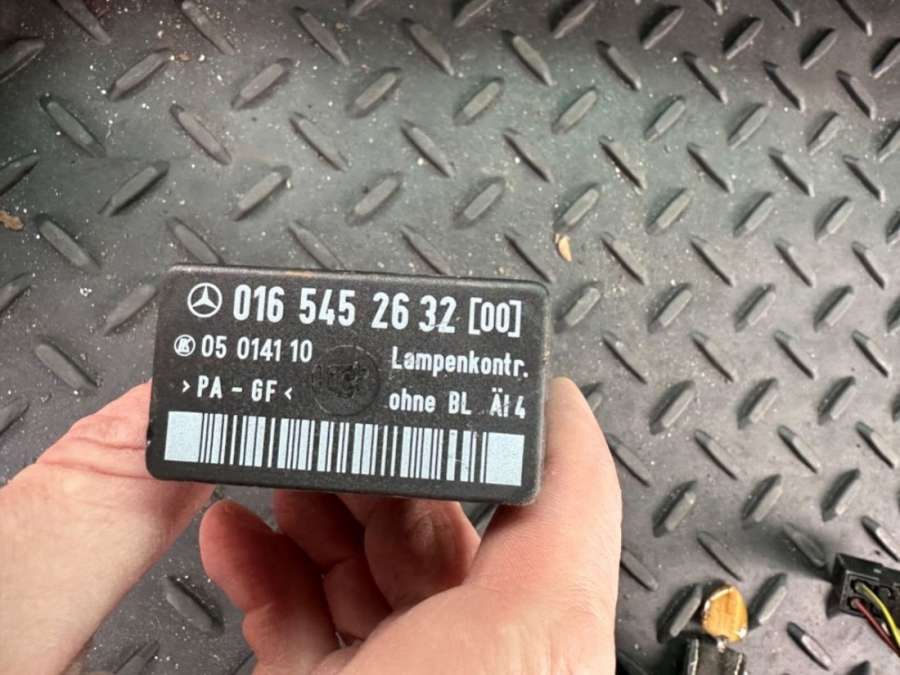 016 545 26 32 [00]
05 0141 10
Lampenkontr.
>PA-GF<
ohne BL ÄI 4